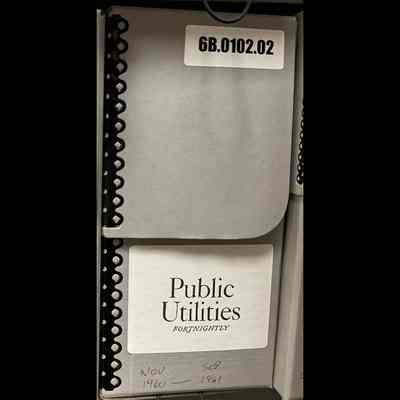 6B.0102.02
Public
Utilities
FORTNIGHTLY
NOV SEP
1960 — 1961